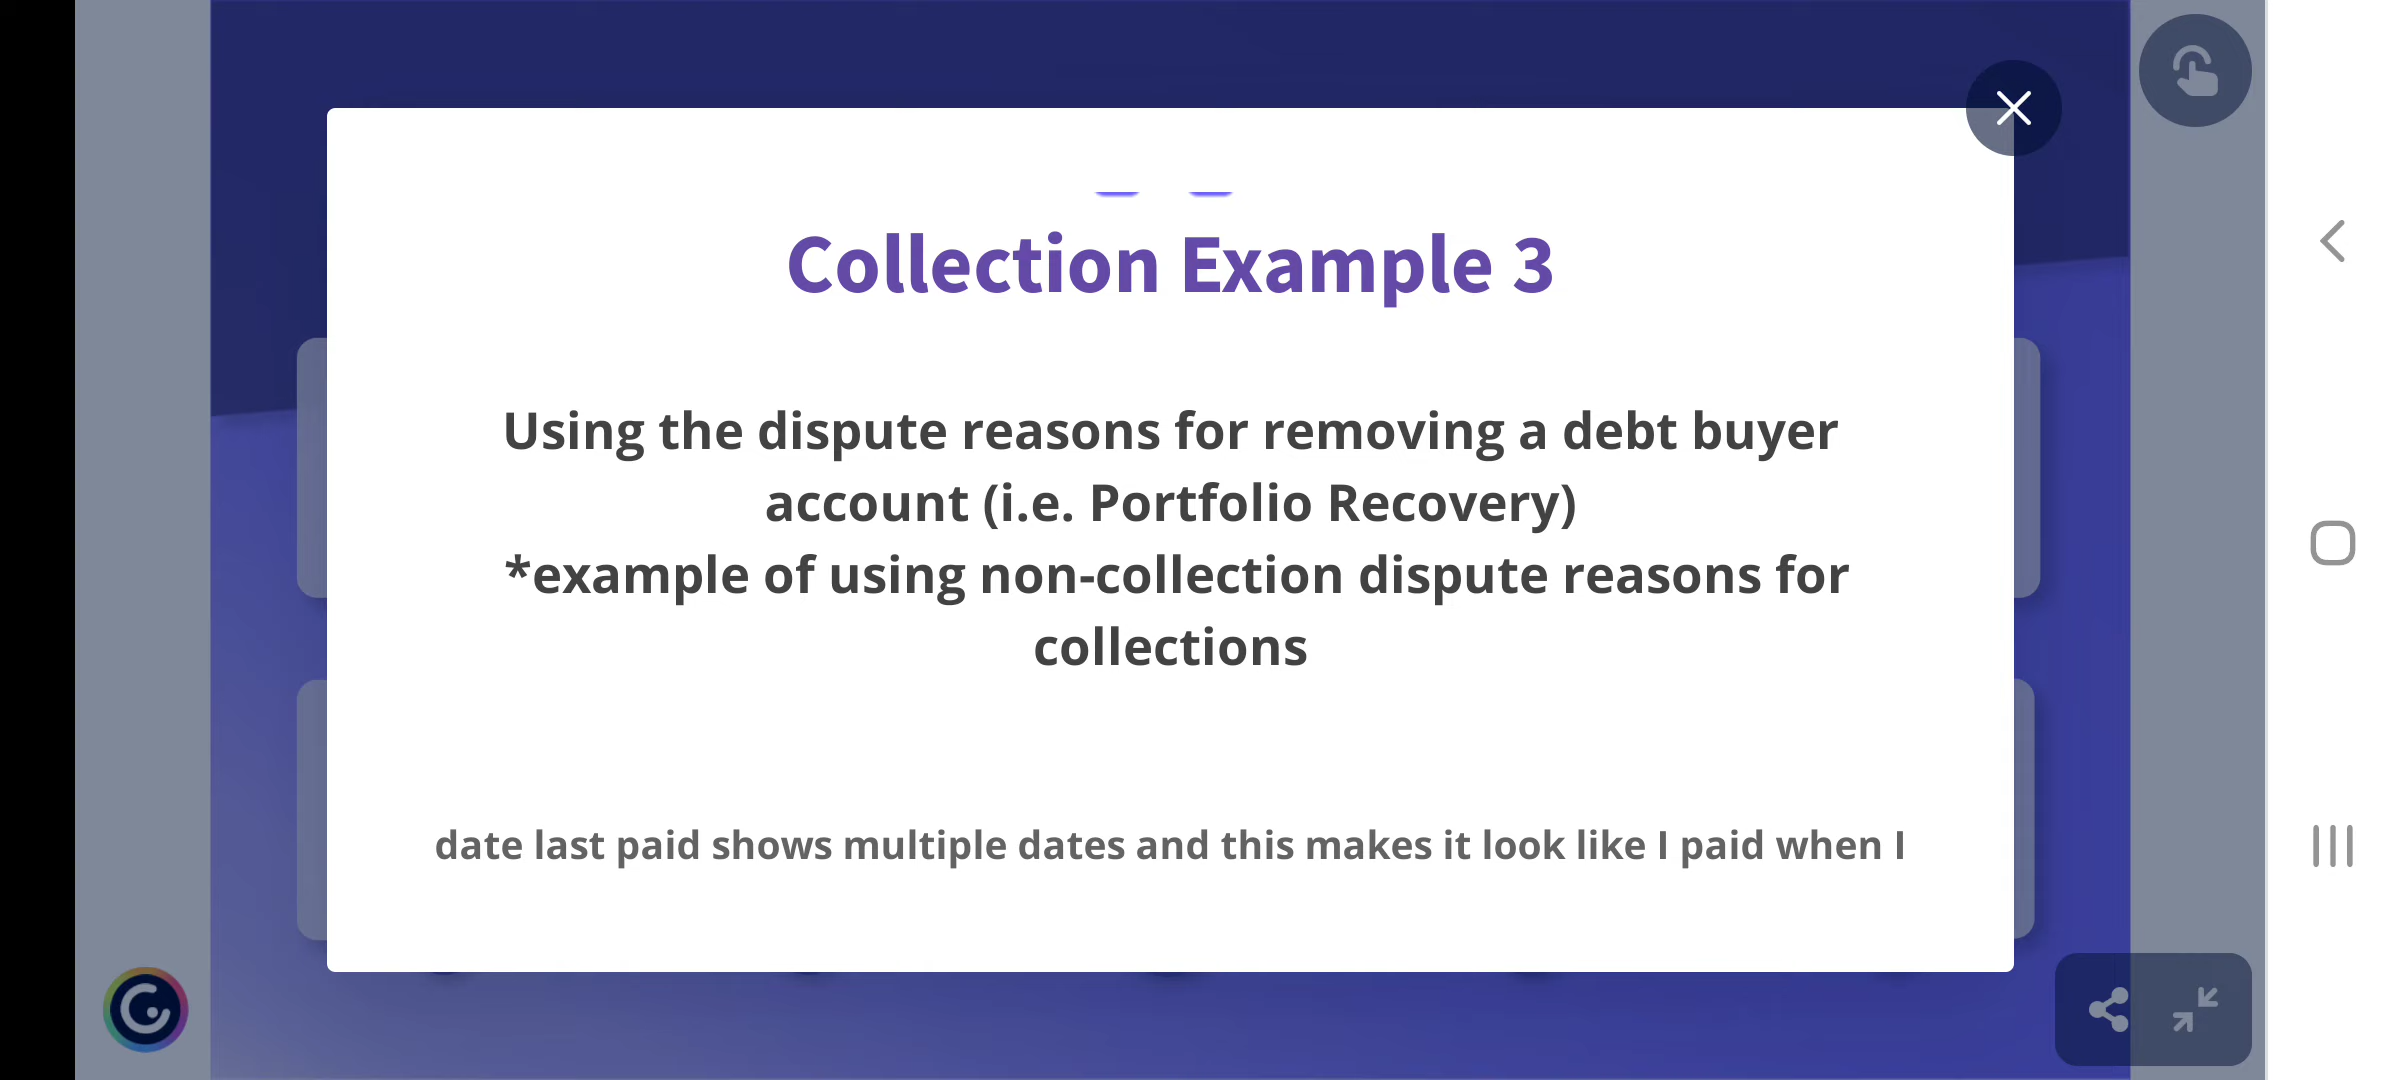 Collection Example 3
Using the dispute reasons for removing a debt buyer
account (i.e. Portfolio Recovery)
*example of using non-collection dispute reasons for
collections
date last paid shows multiple dates and this makes it look like I paid when I